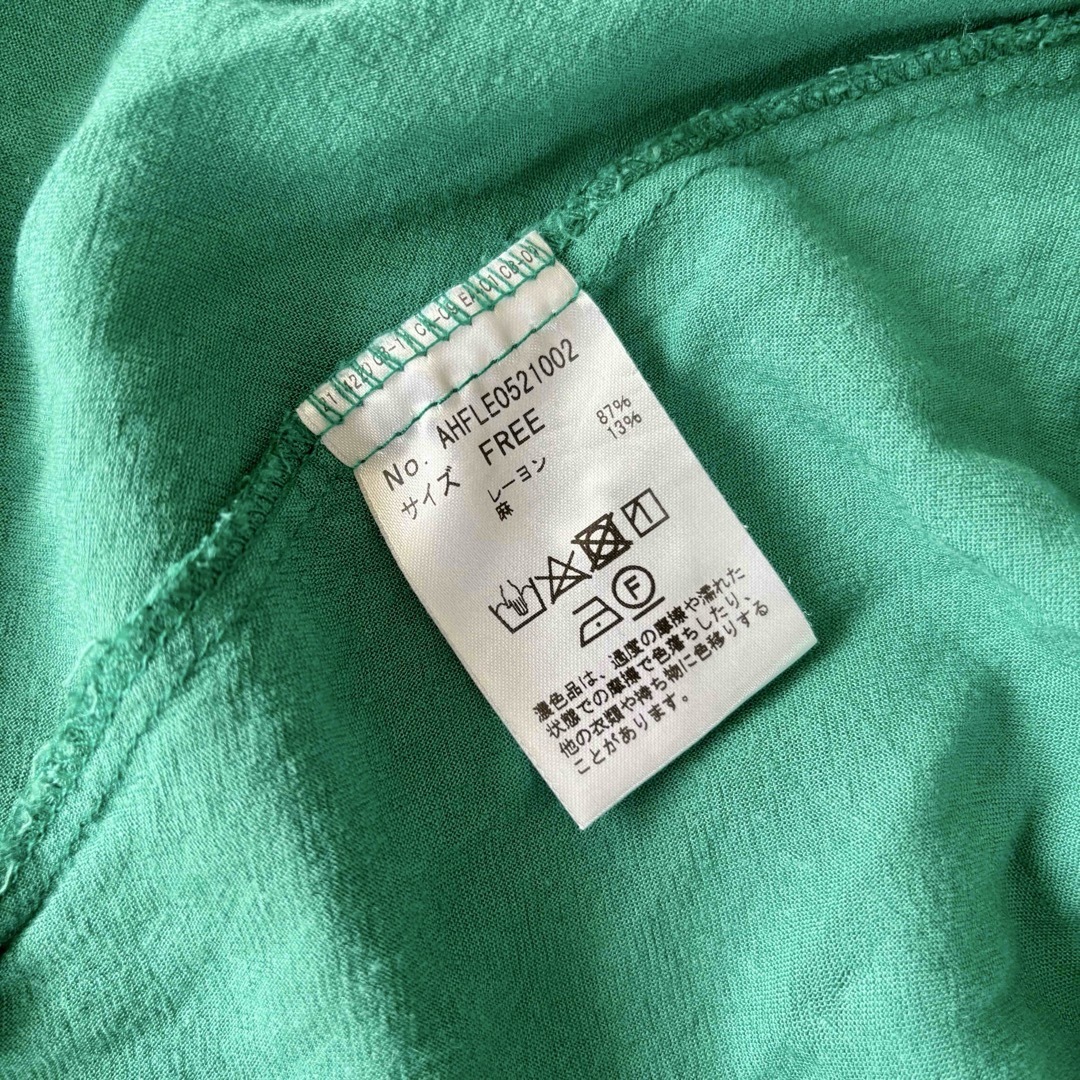 No. AHFLE0521002
サイズ FREE
レーヨン 87%
麻 13%
F
濃色品は、過度の摩擦や濡れた
状態での摩擦で色落ちしたり、
他の衣類や持ち物に色移りする
ことがあります。